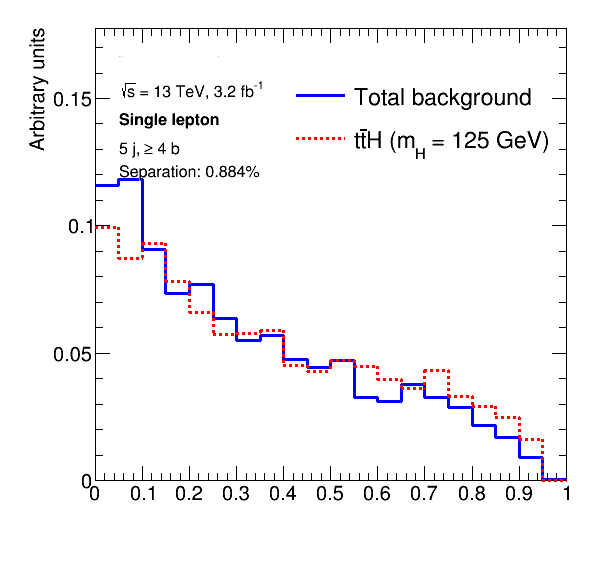 Arbitrary units
√s = 13 TeV, 3.2 fb⁻¹
Single lepton
5 j, ≥ 4 b
Separation: 0.884%
Total background
tt̄H (m_H = 125 GeV)
0.15
0.1
0.05
0
0 0.1 0.2 0.3 0.4 0.5 0.6 0.7 0.8 0.9 1